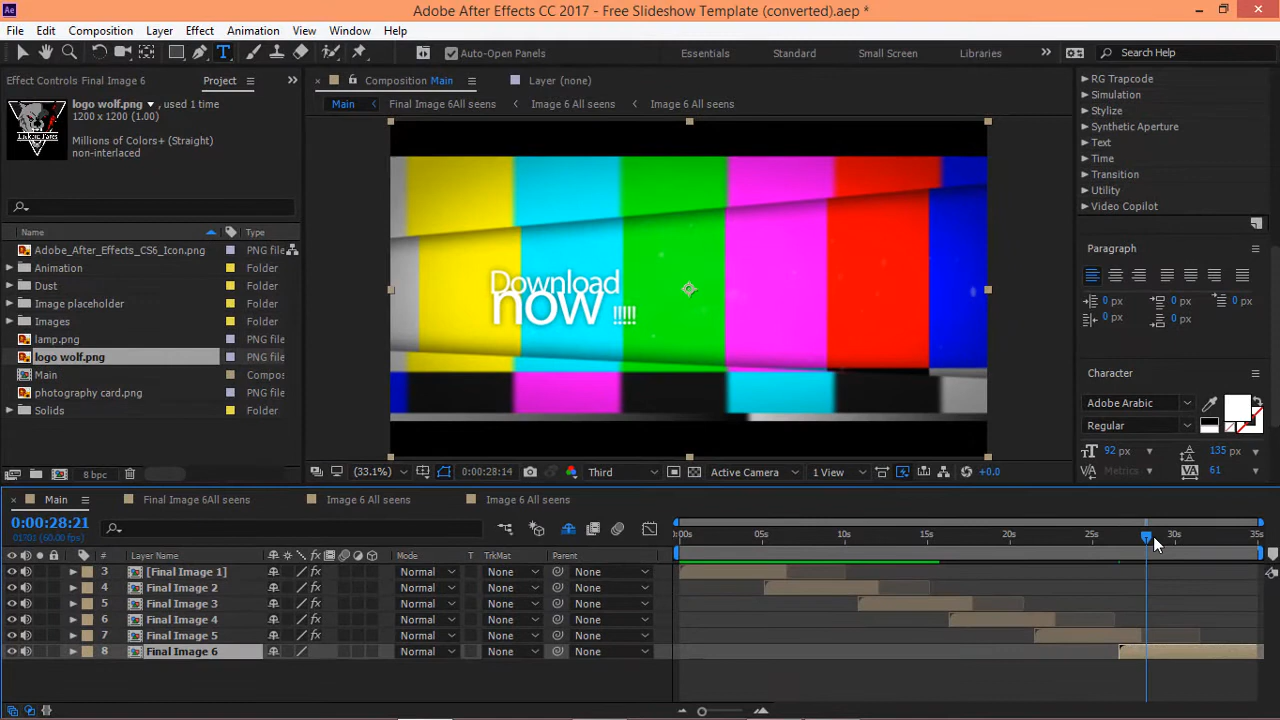 Ae Adobe After Effects CC 2017 - Free Slideshow Template (converted).aep *
File Edit Composition Layer Effect Animation View Window Help
Auto-Open Panels Essentials Standard Small Screen Libraries Search Help
Effect Controls Final Image 6 Project
Composition Main Layer (none)
Main Final Image 6All seens Image 6 All seens Image 6 All seens
logo wolf.png , used 1 time
1200 x 1200 (1.00)
Millions of Colors+ (Straight)
non-interlaced
Name Type
Adobe_After_Effects_CS6_Icon.png PNG file
Animation Folder
Dust Folder
Image placeholder Folder
Images Folder
lamp.png PNG file
logo wolf.png PNG file
Main Compos
photography card.png PNG file
Solids Folder
8 bpc
Download
now !!!!!
(33.1%) 0:00:28:14 Third Active Camera 1 View +0.0
RG Trapcode
Simulation
Stylize
Synthetic Aperture
Text
Time
Transition
Utility
Video Copilot
Paragraph
0 px 0 px 0 px
0 px 0 px
Character
Adobe Arabic
Regular
92 px 135 px
Metrics 61
Main Final Image 6All seens Image 6 All seens Image 6 All seens
0:00:28:21
01701 (60.00 fps)
:00s 05s 10s 15s 20s 25s 30s 35s
# Layer Name Mode T TrkMat Parent
3 [Final Image 1] Normal None None
4 Final Image 2 Normal None None
5 Final Image 3 Normal None None
6 Final Image 4 Normal None None
7 Final Image 5 Normal None None
8 Final Image 6 Normal None None